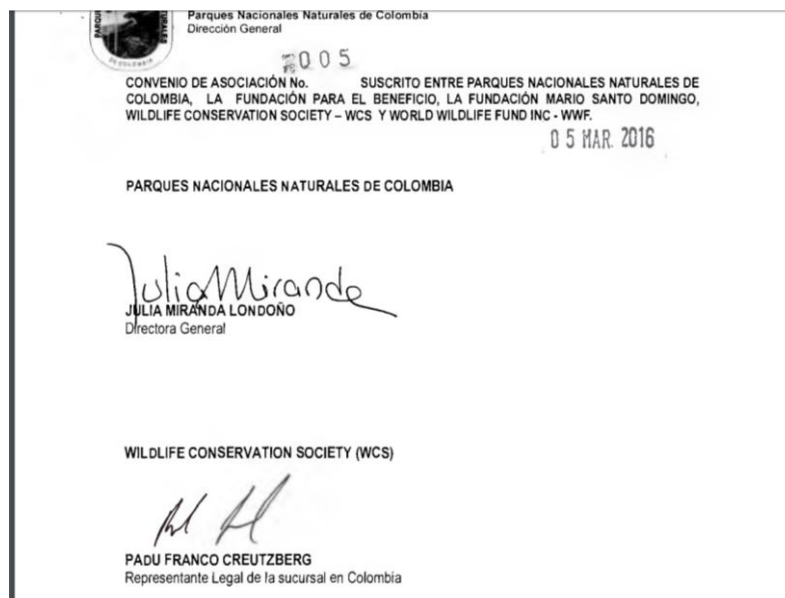 Parques Nacionales Naturales de Colombia
Dirección General
005
CONVENIO DE ASOCIACIÓN No. SUSCRITO ENTRE PARQUES NACIONALES NATURALES DE
COLOMBIA, LA FUNDACIÓN PARA EL BENEFICIO, LA FUNDACIÓN MARIO SANTO DOMINGO,
WILDLIFE CONSERVATION SOCIETY – WCS Y WORLD WILDLIFE FUND INC - WWF.
05 MAR. 2016
PARQUES NACIONALES NATURALES DE COLOMBIA
Julia Miranda
JULIA MIRANDA LONDOÑO
Directora General
WILDLIFE CONSERVATION SOCIETY (WCS)
PADU FRANCO CREUTZBERG
Representante Legal de la sucursal en Colombia